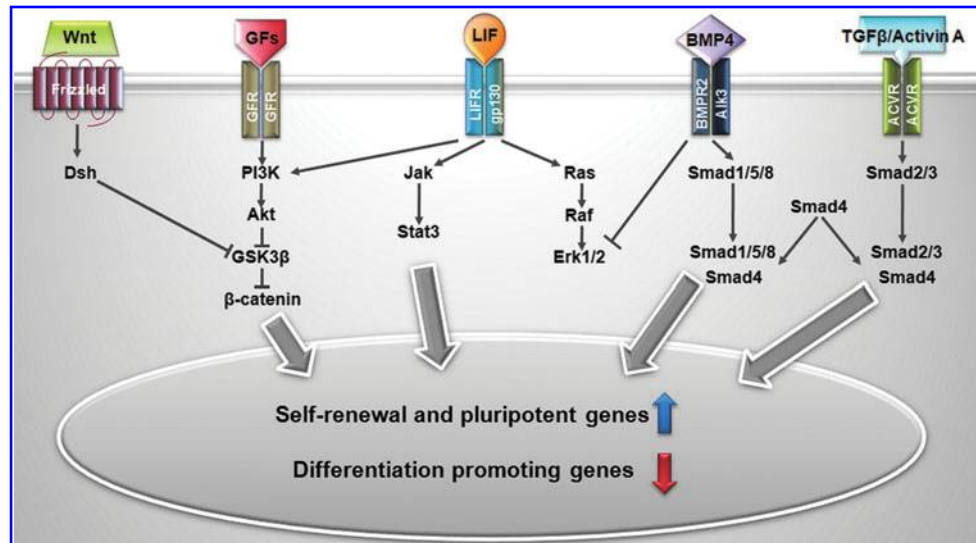 Wnt
GFs
LIF
BMP4
TGFβ/Activin A
Frizzled
GFR
GFR
LIFR
gp130
BMPR2
Alk3
ACVR
ACVR
Dsh
PI3K
Jak
Ras
Smad1/5/8
Smad2/3
Akt
Stat3
Raf
Smad4
GSK3β
Erk1/2
Smad1/5/8
Smad4
Smad2/3
Smad4
β-catenin
Self-renewal and pluripotent genes
Differentiation promoting genes